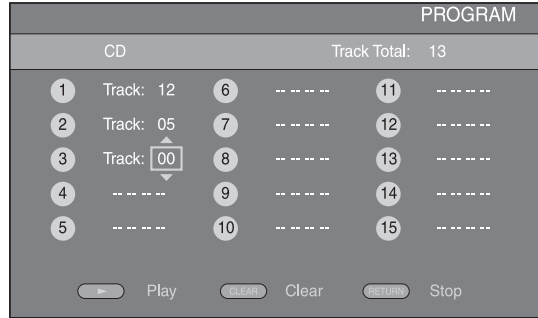 PROGRAM
CD Track Total: 13
1 Track: 12 6 -- -- -- -- 11 -- -- -- --
2 Track: 05 7 -- -- -- -- 12 -- -- -- --
3 Track: 00 8 -- -- -- -- 13 -- -- -- --
4 -- -- -- -- 9 -- -- -- -- 14 -- -- -- --
5 -- -- -- -- 10 -- -- -- -- 15 -- -- -- --
Play CLEAR Clear RETURN Stop